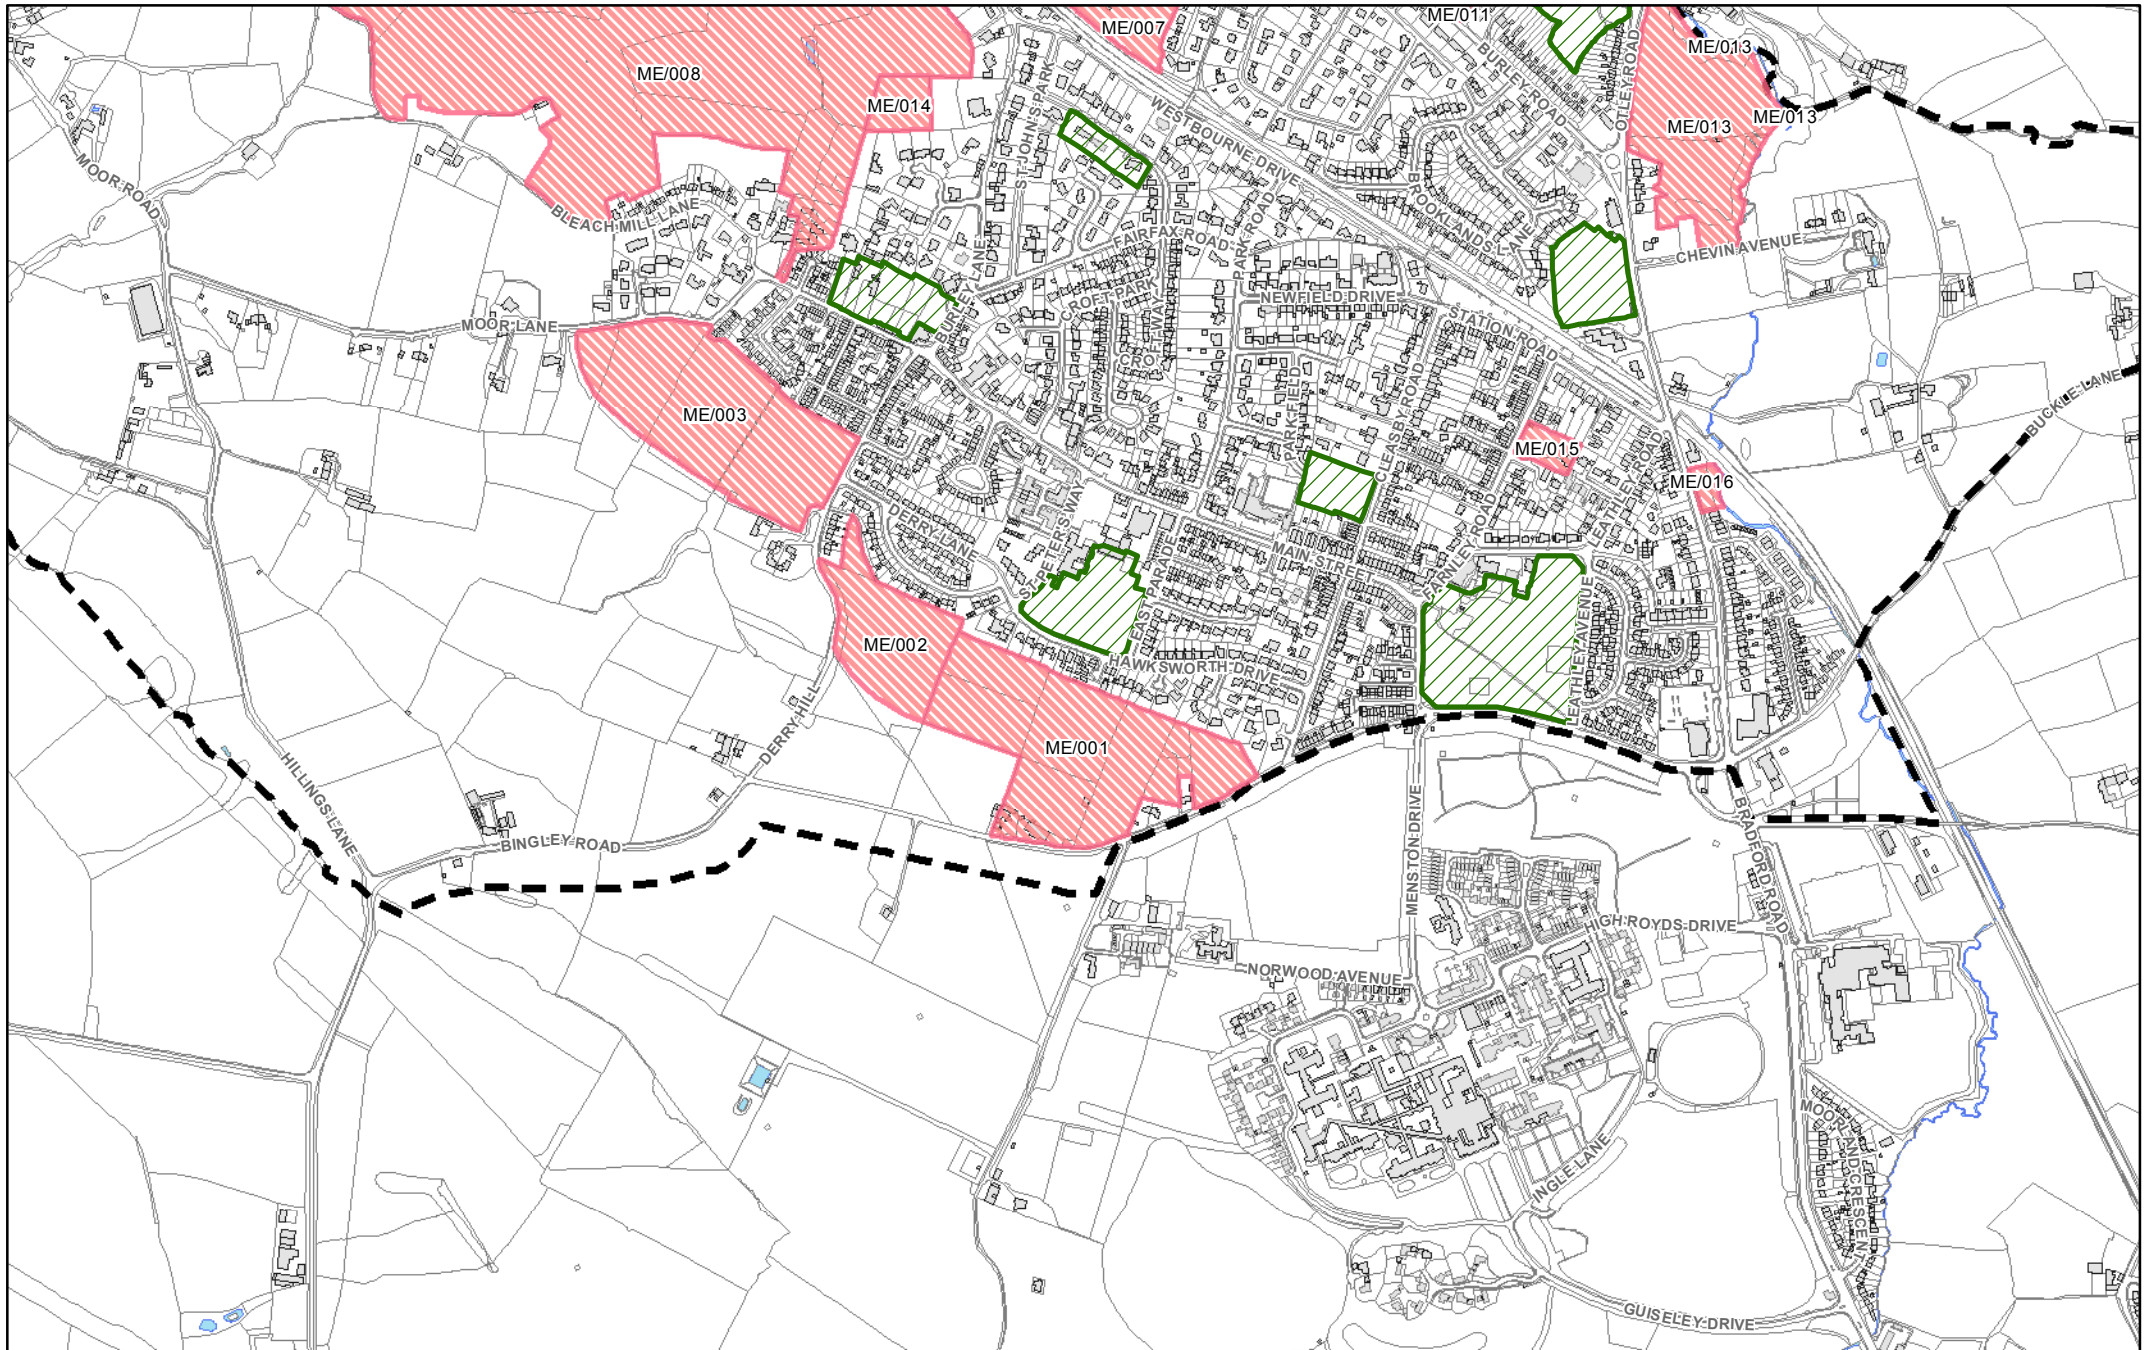 ME/007
ME/011
ME/008
ME/013
ME/014
ME/013
ME/013
OTLEY ROAD
BURLEY ROAD
ST JOHN'S PARK
WESTBOURNE DRIVE
MOOR ROAD
BLEACH MILL LANE
BROOKLANDS LANE
PARK ROAD
FAIRFAX ROAD
CHEVIN AVENUE
BURLEY LANE
CROFT PARK
NEWFIELD DRIVE
MOOR LANE
STATION ROAD
CROFT WAY
BUCKLE LANE
PARKFIELD
CLEASBY ROAD
ME/003
ME/015
LEATHLEY ROAD
ME/016
DERRY LANE
ST PETERS WAY
MAIN STREET
FARNLEY ROAD
EAST PARADE
LEATHLEY AVENUE
ME/002
HAWKSWORTH DRIVE
ME/001
DERRY HILL
HILLINGS LANE
BINGLEY ROAD
MENSTON DRIVE
BRADFORD ROAD
HIGH ROYDS DRIVE
NORWOOD AVENUE
INGLE LANE
MOORLAND CRESCENT
GUISELEY DRIVE